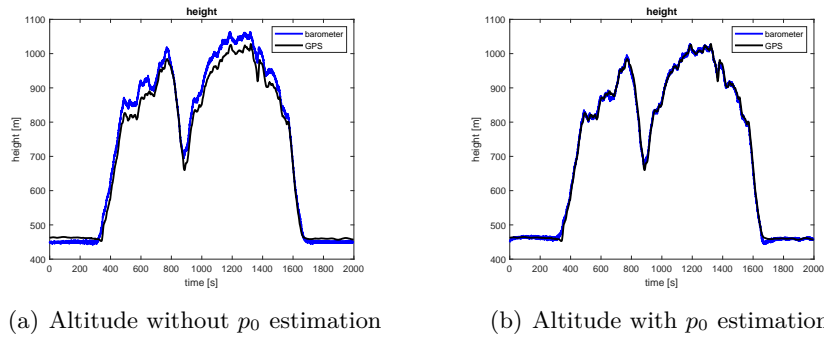 height
1100
1000
900
800
700
600
500
400
height [m]
barometer
GPS
0 200 400 600 800 1000 1200 1400 1600 1800 2000
time [s]
(a) Altitude without p₀ estimation
height
1100
1000
900
800
700
600
500
400
height [m]
barometer
GPS
0 200 400 600 800 1000 1200 1400 1600 1800 2000
time [s]
(b) Altitude with p₀ estimation